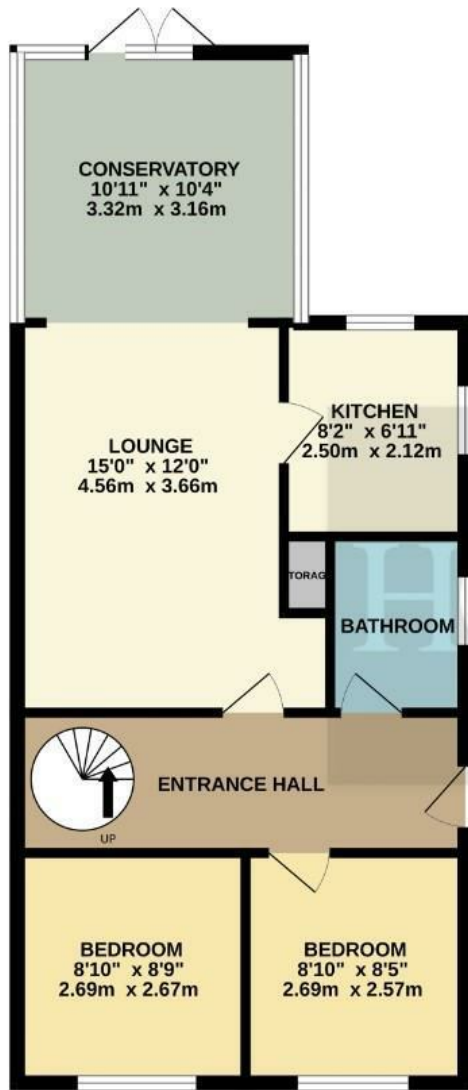 CONSERVATORY
10'11" x 10'4"
3.32m x 3.16m
KITCHEN
8'2" x 6'11"
2.50m x 2.12m
LOUNGE
15'0" x 12'0"
4.56m x 3.66m
TORAG
H
BATHROOM
ENTRANCE HALL
UP
BEDROOM
8'10" x 8'9"
2.69m x 2.67m
BEDROOM
8'10" x 8'5"
2.69m x 2.57m